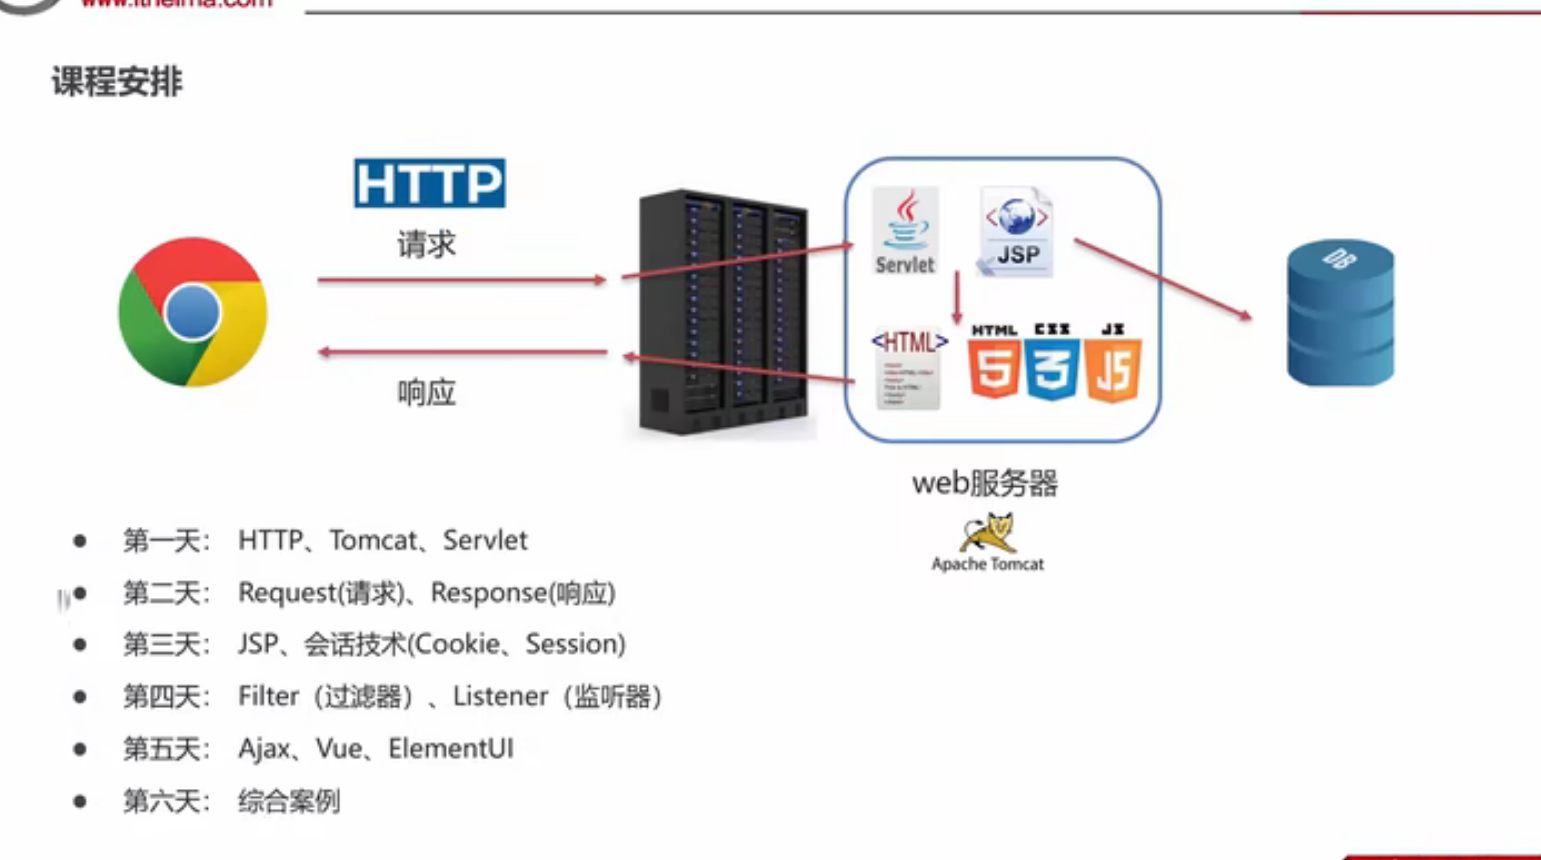 www.itheima.com
课程安排
HTTP
请求
响应
Servlet
JSP
<HTML>
HTML
CSS
JS
5
3
JS
DB
web服务器
Apache Tomcat
● 第一天： HTTP、Tomcat、Servlet
● 第二天： Request(请求)、Response(响应)
● 第三天： JSP、会话技术(Cookie、Session)
● 第四天： Filter（过滤器）、Listener（监听器）
● 第五天： Ajax、Vue、ElementUI
● 第六天： 综合案例